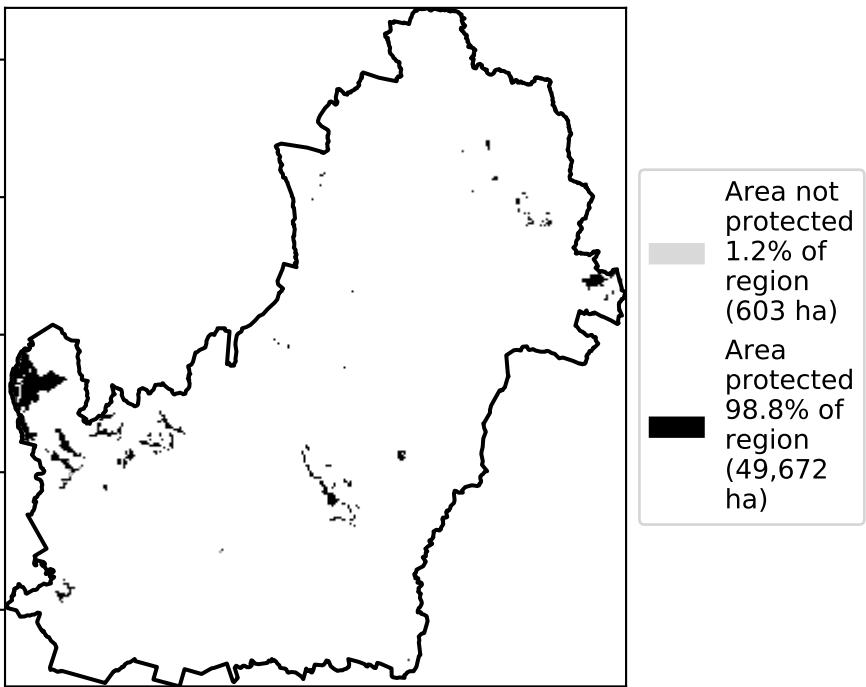 Area not
protected
1.2% of
region
(603 ha)
Area
protected
98.8% of
region
(49,672
ha)